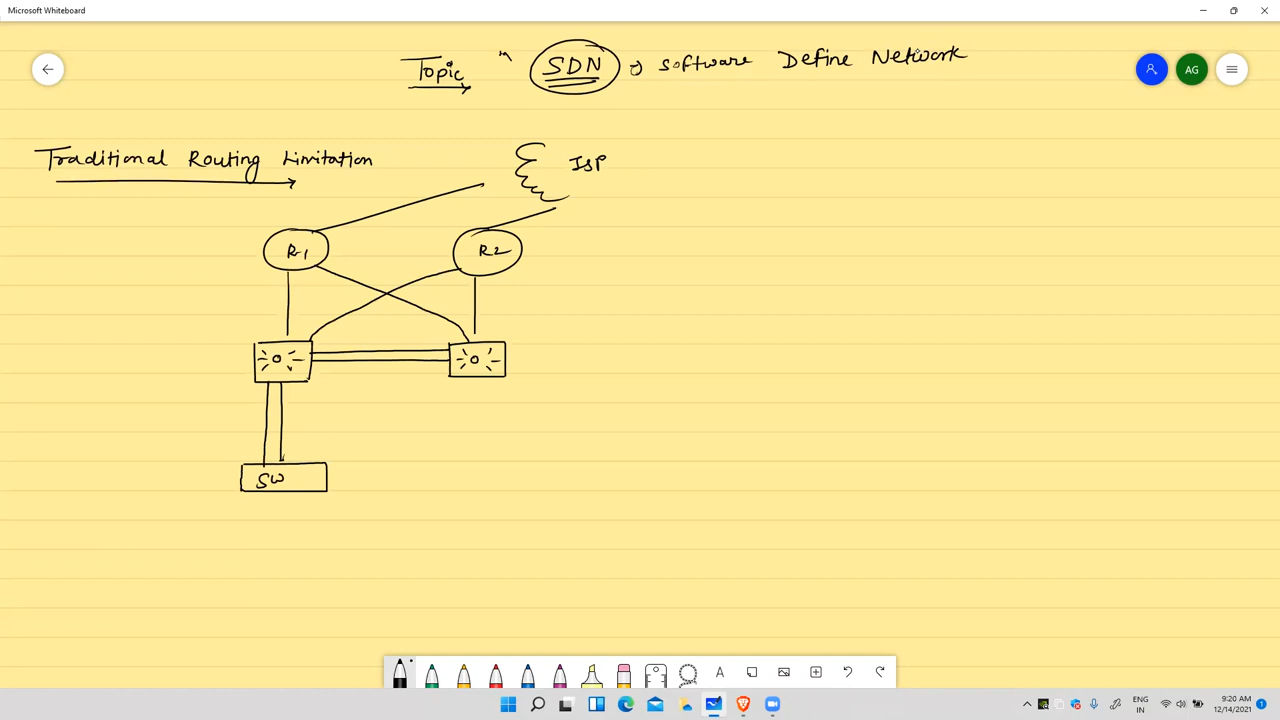 Microsoft Whiteboard
Topic SDN Software Define Network
AG
Traditional Routing Limitation
ISP
R1 R2
SW
A
ENG
IN
9:20 AM
12/14/2021